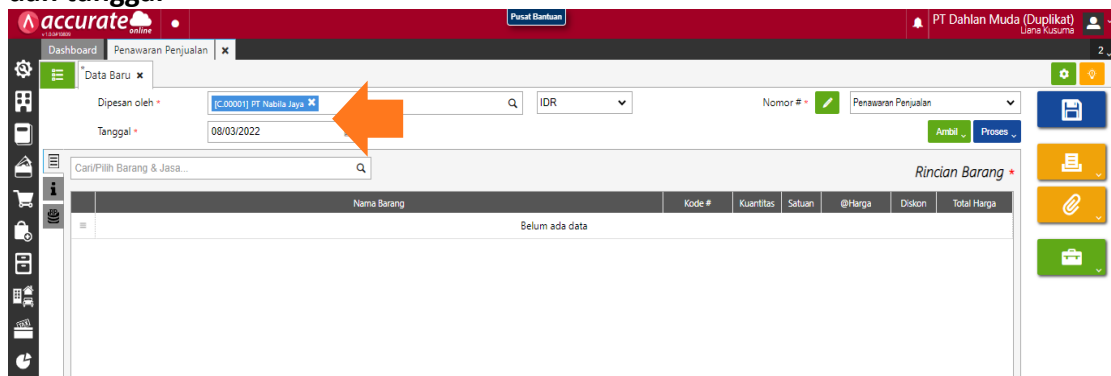 dan tanggal
accurate online
Pusat Bantuan
PT Dahlan Muda (Duplikat)
Liana Kusuma
Dashboard Penawaran Penjualan
2
*Data Baru
Dipesan oleh * [C.00001] PT Nabila Jaya IDR Nomor # * Penawaran Penjualan
Tanggal * 08/03/2022 Ambil Proses
Cari/Pilih Barang & Jasa... Rincian Barang *
Nama Barang Kode # Kuantitas Satuan @Harga Diskon Total Harga
Belum ada data